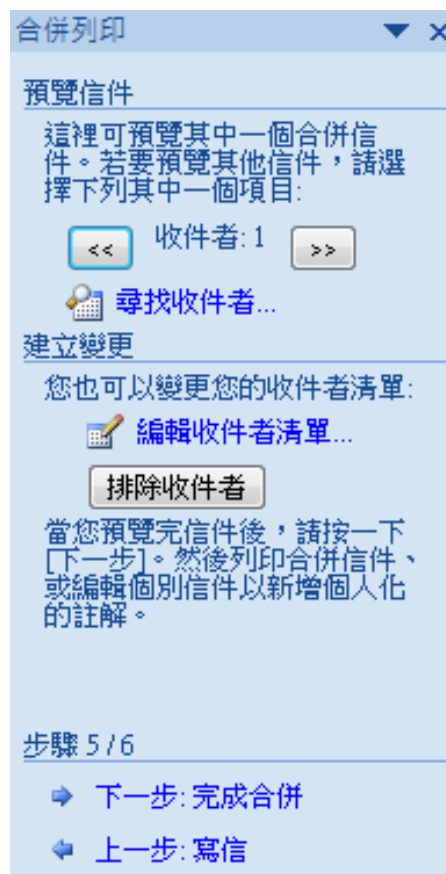 合併列印
預覽信件
這裡可預覽其中一個合併信
件。若要預覽其他信件，請選
擇下列其中一個項目:
<< 收件者: 1 >>
尋找收件者...
建立變更
您也可以變更您的收件者清單:
編輯收件者清單...
排除收件者
當您預覽完信件後，請按一下
[下一步]。然後列印合併信件、
或編輯個別信件以新增個人化
的註解。
步驟 5 / 6
下一步: 完成合併
上一步: 寫信